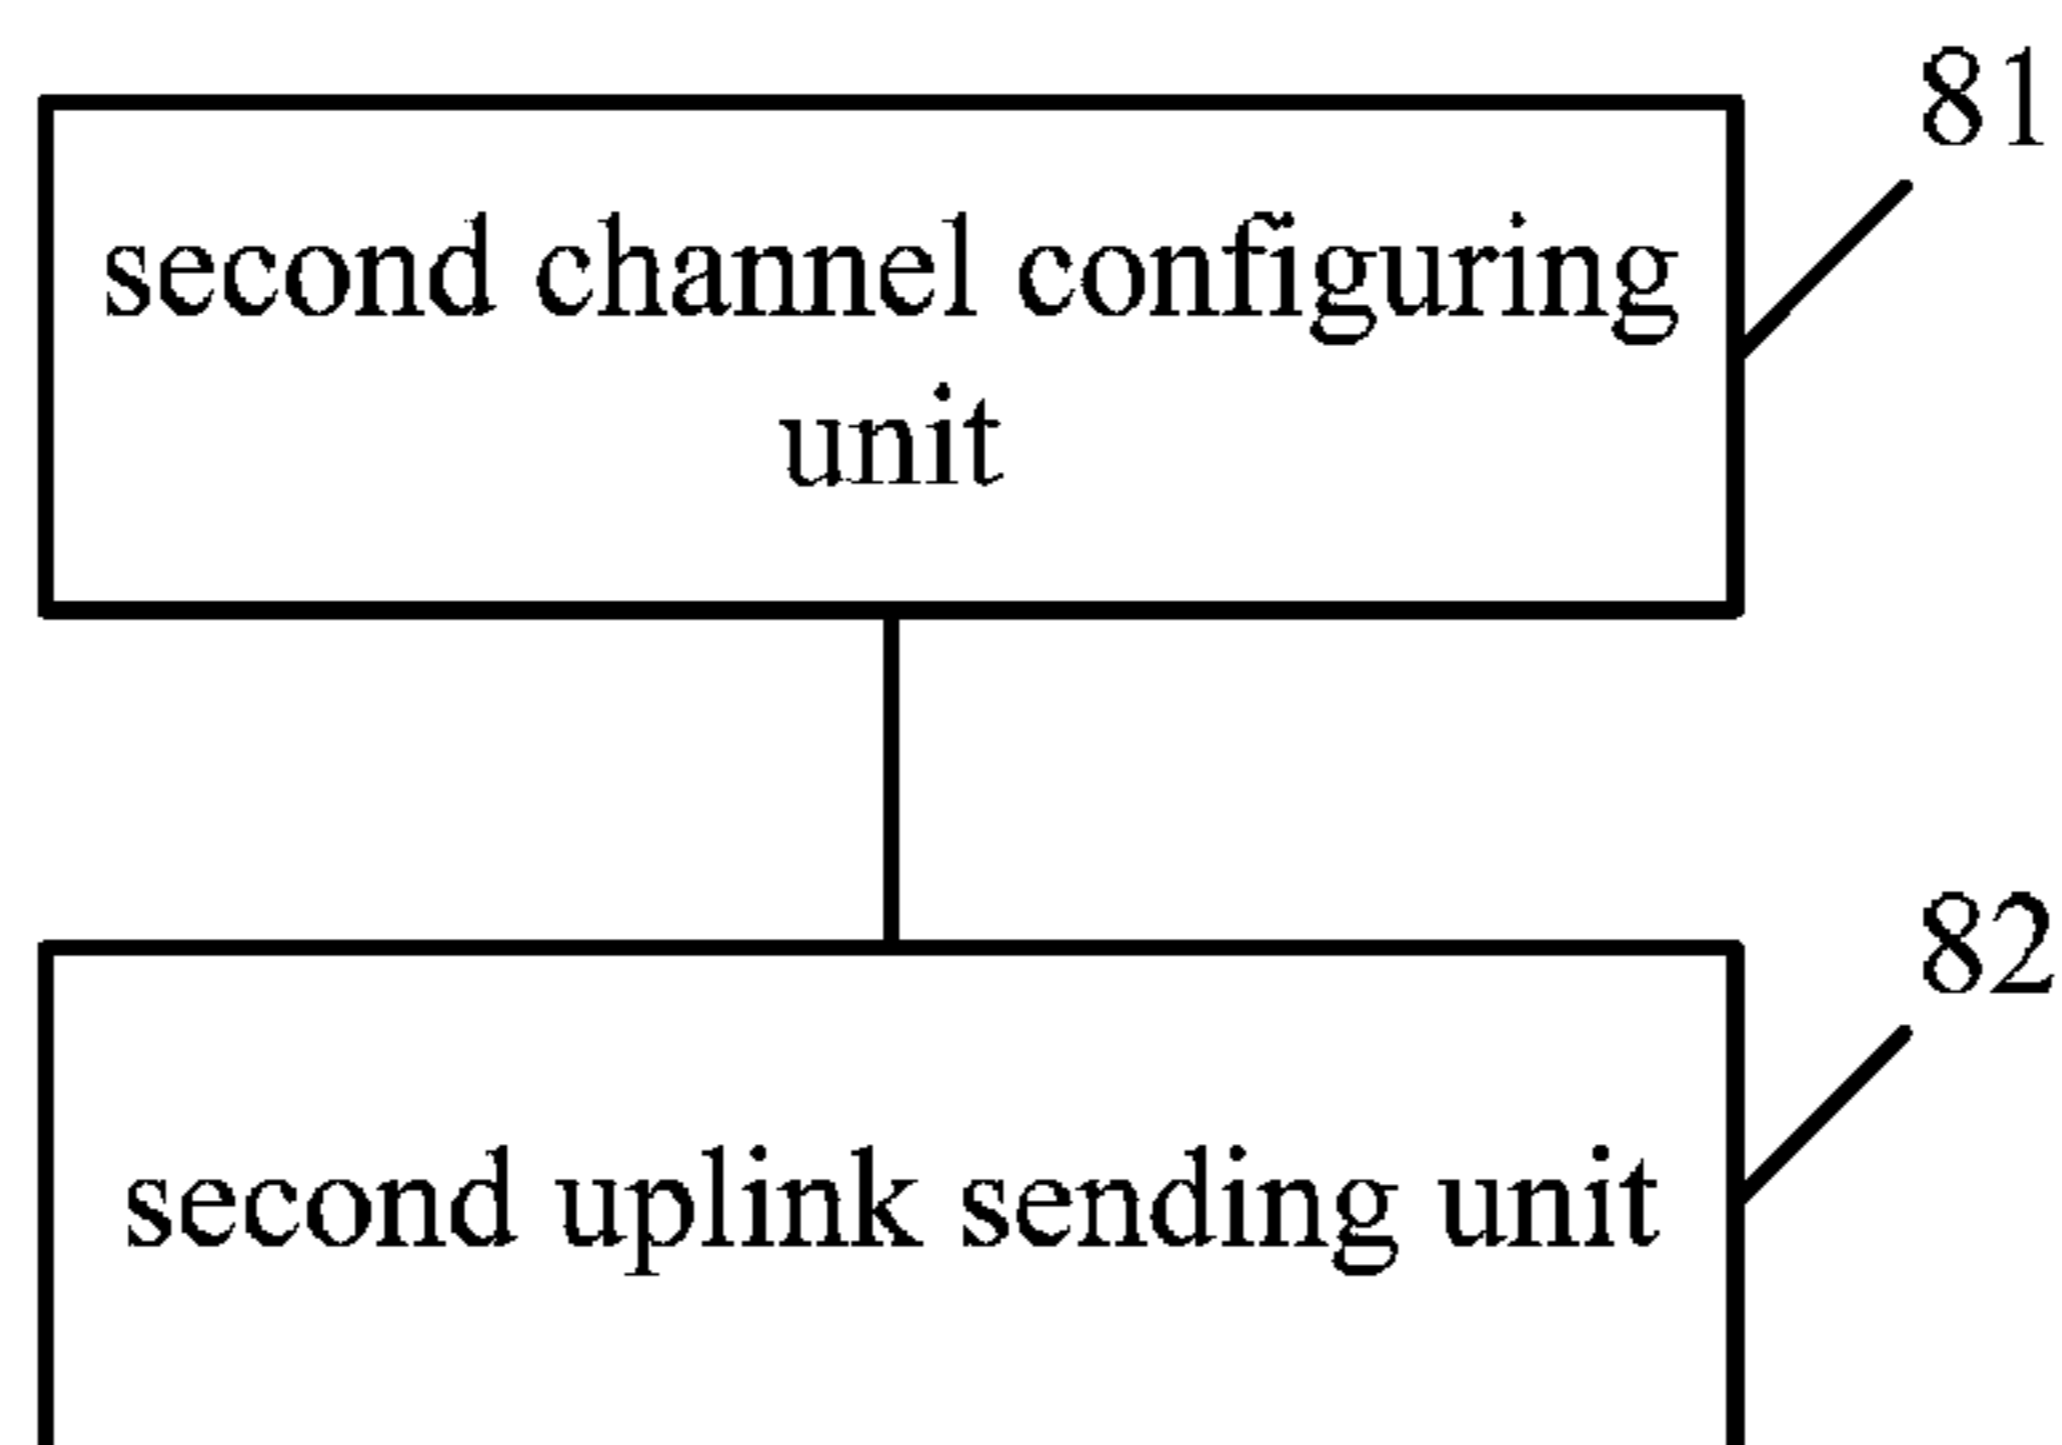 81
second channel configuring
unit
82
second uplink sending unit